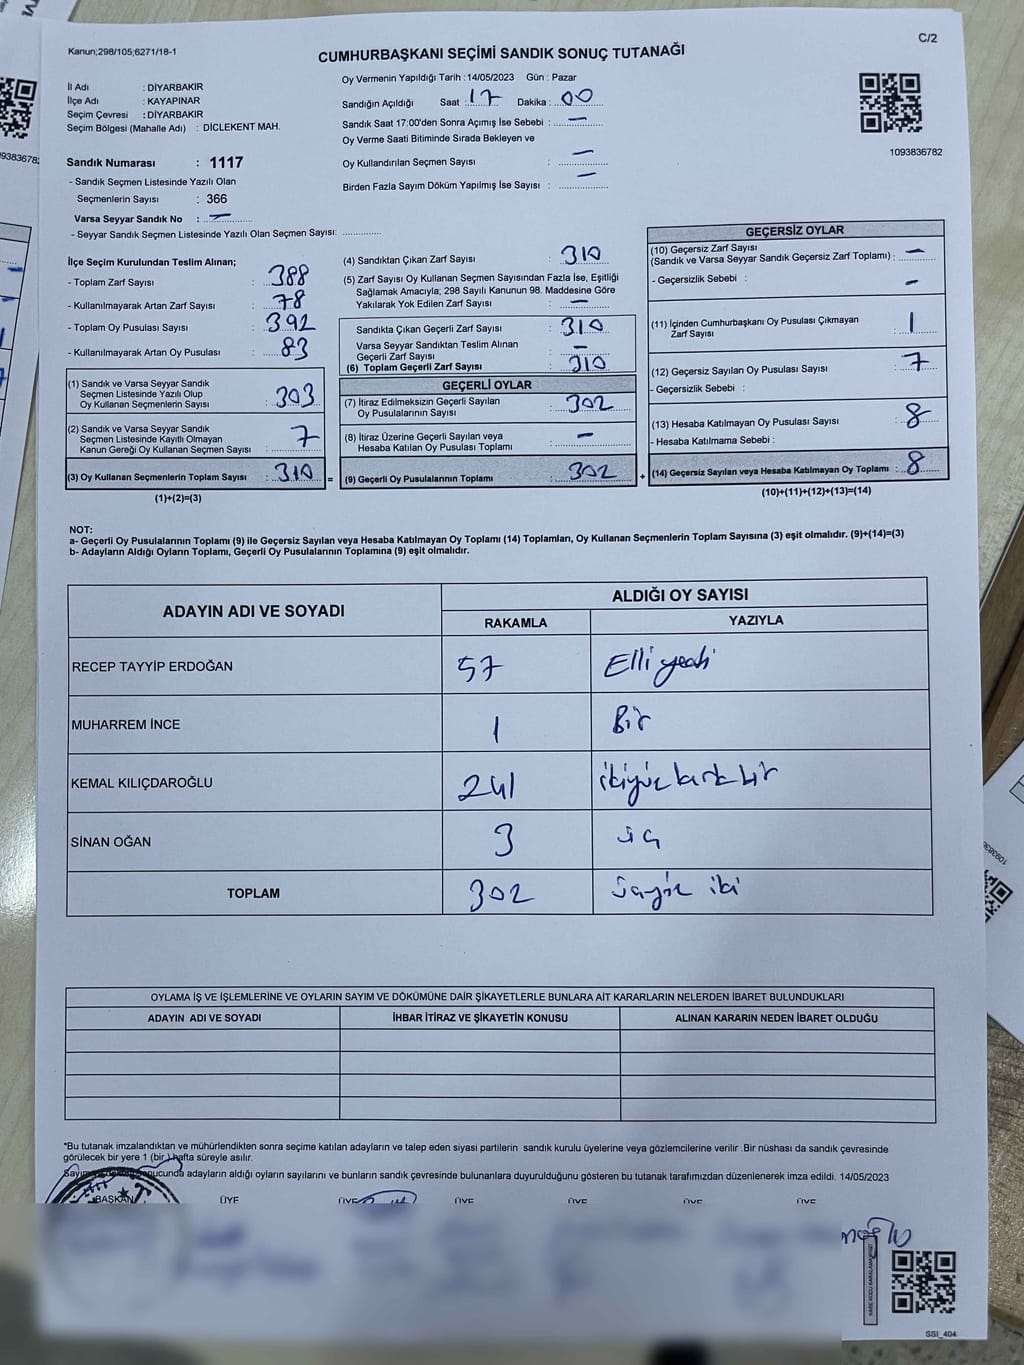 Kanun;298/105;6271/18-1
C/2
CUMHURBAŞKANI SEÇİMİ SANDIK SONUÇ TUTANAĞI
İl Adı : DİYARBAKIR
İlçe Adı : KAYAPINAR
Seçim Çevresi : DİYARBAKIR
Seçim Bölgesi (Mahalle Adı) : DİCLEKENT MAH.
Sandık Numarası : 1117
- Sandık Seçmen Listesinde Yazılı Olan
Seçmenlerin Sayısı : 366
Varsa Seyyar Sandık No : —
- Seyyar Sandık Seçmen Listesinde Yazılı Olan Seçmen Sayısı: ..............
Oy Vermenin Yapıldığı Tarih : 14/05/2023 Gün : Pazar
Sandığın Açıldığı Saat : 17 Dakika : 00
Sandık Saat 17:00'den Sonra Açımış İse Sebebi : —
Oy Verme Saati Bitiminde Sırada Bekleyen ve
Oy Kullandırılan Seçmen Sayısı : —
Birden Fazla Sayım Döküm Yapılmış İse Sayısı : —
1093836782
İlçe Seçim Kurulundan Teslim Alınan;
- Toplam Zarf Sayısı : 388
- Kullanılmayarak Artan Zarf Sayısı : 78
- Toplam Oy Pusulası Sayısı : 392
- Kullanılmayarak Artan Oy Pusulası : 83
(1) Sandık ve Varsa Seyyar Sandık
Seçmen Listesinde Yazılı Olup
Oy Kullanan Seçmenlerin Sayısı : 303
(2) Sandık ve Varsa Seyyar Sandık
Seçmen Listesinde Kayıtlı Olmayan
Kanun Gereği Oy Kullanan Seçmen Sayısı : 7
(3) Oy Kullanan Seçmenlerin Toplam Sayısı : 310 =
(1)+(2)=(3)
(4) Sandıktan Çıkan Zarf Sayısı : 310
(5) Zarf Sayısı Oy Kullanan Seçmen Sayısından Fazla İse, Eşitliği
Sağlamak Amacıyla; 298 Sayılı Kanunun 98. Maddesine Göre
Yakılarak Yok Edilen Zarf Sayısı : —
Sandıkta Çıkan Geçerli Zarf Sayısı : 310
Varsa Seyyar Sandıktan Teslim Alınan
Geçerli Zarf Sayısı : —
(6) Toplam Geçerli Zarf Sayısı : 310
GEÇERLİ OYLAR
(7) İtiraz Edilmeksizin Geçerli Sayılan
Oy Pusulalarının Sayısı : 302
(8) İtiraz Üzerine Geçerli Sayılan veya
Hesaba Katılan Oy Pusulası Toplamı : —
(9) Geçerli Oy Pusulalarının Toplamı : 302 +
GEÇERSİZ OYLAR
(10) Geçersiz Zarf Sayısı
(Sandık ve Varsa Seyyar Sandık Geçersiz Zarf Toplamı) : —
- Geçersizlik Sebebi : —
(11) İçinden Cumhurbaşkanı Oy Pusulası Çıkmayan
Zarf Sayısı : 1
(12) Geçersiz Sayılan Oy Pusulası Sayısı : 7
- Geçersizlik Sebebi :
(13) Hesaba Katılmayan Oy Pusulası Sayısı : 8
- Hesaba Katılmama Sebebi :
(14) Geçersiz Sayılan veya Hesaba Katılmayan Oy Toplamı : 8
(10)+(11)+(12)+(13)=(14)
NOT:
a- Geçerli Oy Pusulalarının Toplamı (9) ile Geçersiz Sayılan veya Hesaba Katılmayan Oy Toplamı (14) Toplamları, Oy Kullanan Seçmenlerin Toplam Sayısına (3) eşit olmalıdır. (9)+(14)=(3)
b- Adayların Aldığı Oyların Toplamı, Geçerli Oy Pusulalarının Toplamına (9) eşit olmalıdır.
ADAYIN ADI VE SOYADI ALDIĞI OY SAYISI
RAKAMLA YAZIYLA
RECEP TAYYİP ERDOĞAN 57 Elli yedi
MUHARREM İNCE 1 Bir
KEMAL KILIÇDAROĞLU 241 ikiyüz kırk bir
SİNAN OĞAN 3 üç
TOPLAM 302 üçyüz iki
OYLAMA İŞ VE İŞLEMLERİNE VE OYLARIN SAYIM VE DÖKÜMÜNE DAİR ŞİKAYETLERLE BUNLARA AİT KARARLARIN NELERDEN İBARET BULUNDUKLARI
ADAYIN ADI VE SOYADI İHBAR İTİRAZ VE ŞİKAYETİN KONUSU ALINAN KARARIN NEDEN İBARET OLDUĞU
*Bu tutanak imzalandıktan ve mühürlendikten sonra seçime katılan adayların ve talep eden siyasi partilerin sandık kurulu üyelerine veya gözlemcilerine verilir. Bir nüshası da sandık çevresinde
görülecek bir yere 1 (bir) hafta süreyle asılır.
adayların aldığı oyların sayılarını ve bunların sandık çevresinde bulunanlara duyurulduğunu gösteren bu tutanak tarafımızdan düzenlenerek imza edildi. 14/05/2023
BAŞKAN ÜYE ÜYE ÜYE ÜYE ÜYE ÜYE
SSI_404